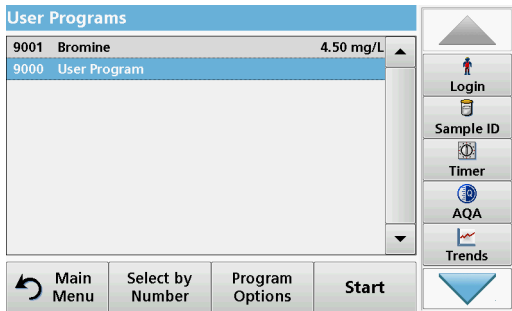 User Programs
9001 Bromine 4.50 mg/L
9000 User Program
Login
Sample ID
Timer
AQA
Trends
Main Menu
Select by Number
Program Options
Start